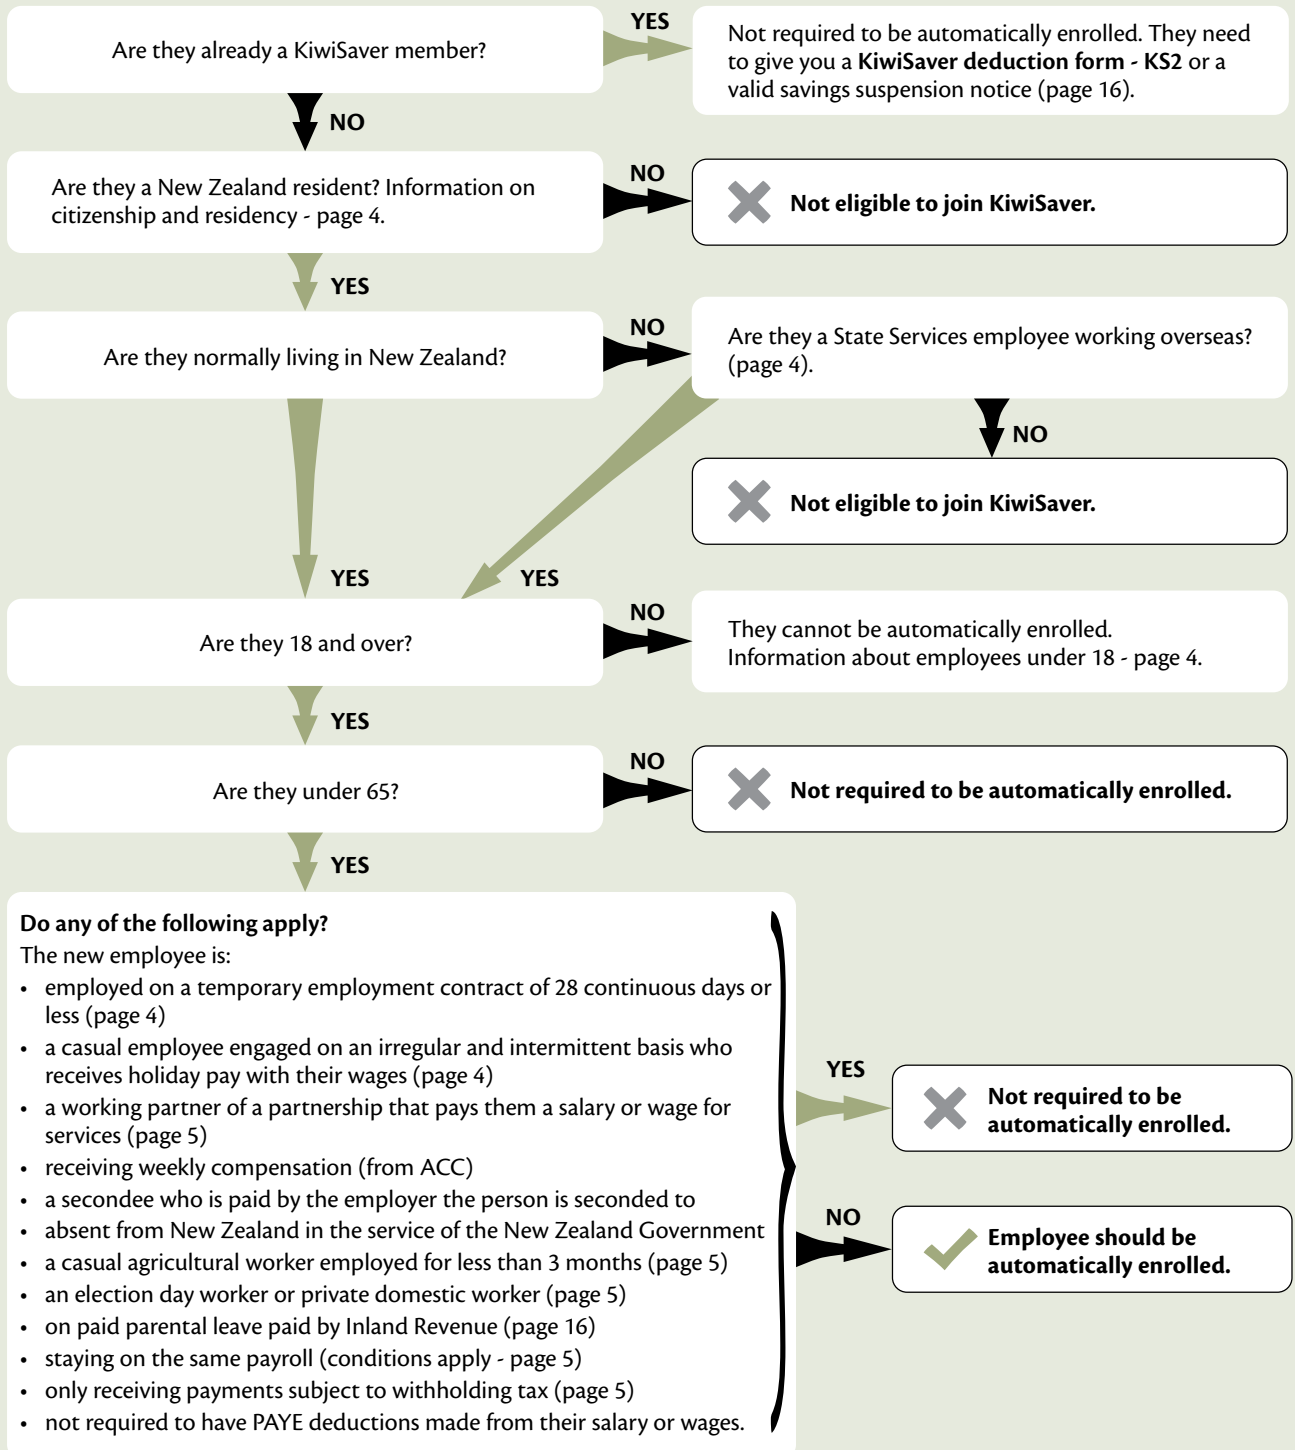 Are they already a KiwiSaver member?
YES
Not required to be automatically enrolled. They need
to give you a KiwiSaver deduction form - KS2 or a
valid savings suspension notice (page 16).
NO
Are they a New Zealand resident? Information on
citizenship and residency - page 4.
NO
Not eligible to join KiwiSaver.
YES
Are they normally living in New Zealand?
NO
Are they a State Services employee working overseas?
(page 4).
NO
Not eligible to join KiwiSaver.
YES
YES
Are they 18 and over?
NO
They cannot be automatically enrolled.
Information about employees under 18 - page 4.
YES
Are they under 65?
NO
Not required to be automatically enrolled.
YES
Do any of the following apply?
The new employee is:
• employed on a temporary employment contract of 28 continuous days or
less (page 4)
• a casual employee engaged on an irregular and intermittent basis who
receives holiday pay with their wages (page 4)
• a working partner of a partnership that pays them a salary or wage for
services (page 5)
• receiving weekly compensation (from ACC)
• a secondee who is paid by the employer the person is seconded to
• absent from New Zealand in the service of the New Zealand Government
• a casual agricultural worker employed for less than 3 months (page 5)
• an election day worker or private domestic worker (page 5)
• on paid parental leave paid by Inland Revenue (page 16)
• staying on the same payroll (conditions apply - page 5)
• only receiving payments subject to withholding tax (page 5)
• not required to have PAYE deductions made from their salary or wages.
YES
Not required to be
automatically enrolled.
NO
Employee should be
automatically enrolled.